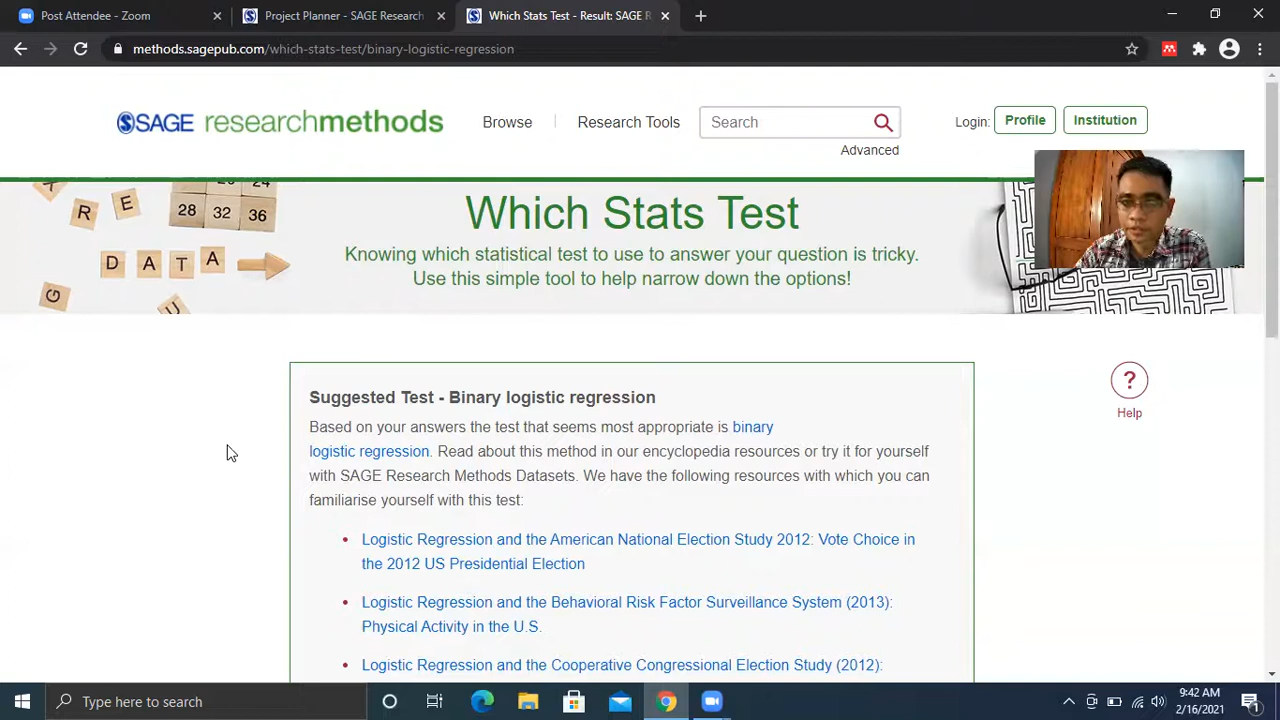 Post Attendee - Zoom
Project Planner - SAGE Research
Which Stats Test - Result: SAGE R
methods.sagepub.com/which-stats-test/binary-logistic-regression
SAGE researchmethods
Browse
Research Tools
Search
Advanced
Login:
Profile
Institution
R E
28 32 36
D A T A
G
U
Which Stats Test
Knowing which statistical test to use to answer your question is tricky.
Use this simple tool to help narrow down the options!
?
Help
Suggested Test - Binary logistic regression
Based on your answers the test that seems most appropriate is binary
logistic regression. Read about this method in our encyclopedia resources or try it for yourself
with SAGE Research Methods Datasets. We have the following resources with which you can
familiarise yourself with this test:
• Logistic Regression and the American National Election Study 2012: Vote Choice in
the 2012 US Presidential Election
• Logistic Regression and the Behavioral Risk Factor Surveillance System (2013):
Physical Activity in the U.S.
• Logistic Regression and the Cooperative Congressional Election Study (2012):
Type here to search
9:42 AM
2/16/2021
1